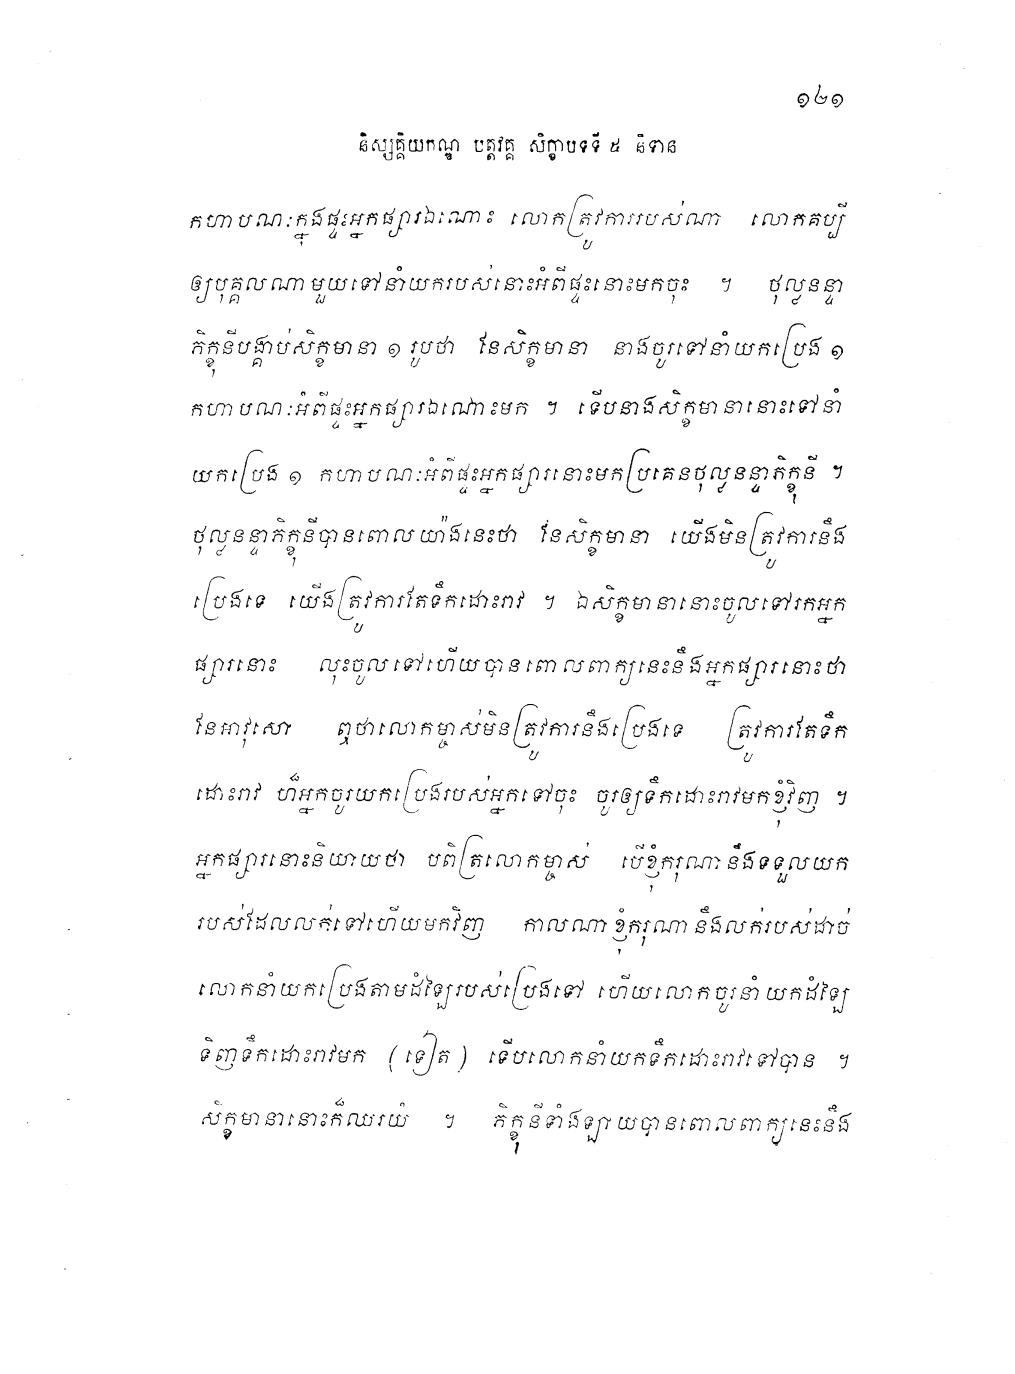 ១២១
និស្សគ្គិយកណ្ឌ បត្តវគ្គ សិក្ខាបទទី ៥ និទាន
កហាបណៈក្នុងផ្ទះអ្នកផ្សារឯណោះ លោកត្រូវការរបស់ណា លោកគប្បី
ឲ្យបុគ្គលណាមួយទៅនាំយករបស់នោះអំពីផ្ទះនោះមកចុះ ។ ថុល្លនន្ទា
ភិក្ខុនីបង្គាប់សិក្ខមានា ១ រូបថា នែសិក្ខមានា នាងចូរទៅនាំយកប្រេង ១
កហាបណៈអំពីផ្ទះអ្នកផ្សារឯណោះមក ។ ទើបនាងសិក្ខមានានោះទៅនាំ
យកប្រេង ១ កហាបណៈអំពីផ្ទះអ្នកផ្សារនោះមកប្រគេនថុល្លនន្ទាភិក្ខុនី ។
ថុល្លនន្ទាភិក្ខុនីបានពោលយ៉ាងនេះថា នែសិក្ខមានា យើងមិនត្រូវការនឹង
ប្រេងទេ យើងត្រូវការតែទឹកដោះរាវ ។ ឯសិក្ខមានានោះចូលទៅរកអ្នក
ផ្សារនោះ លុះចូលទៅហើយបានពោលពាក្យនេះនឹងអ្នកផ្សារនោះថា
នែអាវុសោ ឮថាលោកម្ចាស់មិនត្រូវការនឹងប្រេងទេ ត្រូវការតែទឹក
ដោះរាវ ហ៏អ្នកចូរយកប្រេងរបស់អ្នកទៅចុះ ចូរឲ្យទឹកដោះរាវមកខ្ញុំវិញ ។
អ្នកផ្សារនោះនិយាយថា បពិត្រលោកម្ចាស់ បើខ្ញុំករុណានឹងទទួលយក
របស់ដែលលក់ទៅហើយមកវិញ កាលណាខ្ញុំករុណានឹងលក់របស់ដាច់
លោកនាំយកប្រេងតាមដំឡៃរបស់ប្រេងទៅ ហើយលោកចូរនាំយកដំឡៃ
ទិញទឹកដោះរាវមក (ទៀត) ទើបលោកនាំយកទឹកដោះរាវទៅបាន ។
សិក្ខមានានោះក៏ឈរយំ ។ ភិក្ខុនីទាំងឡាយបានពោលពាក្យនេះនឹង